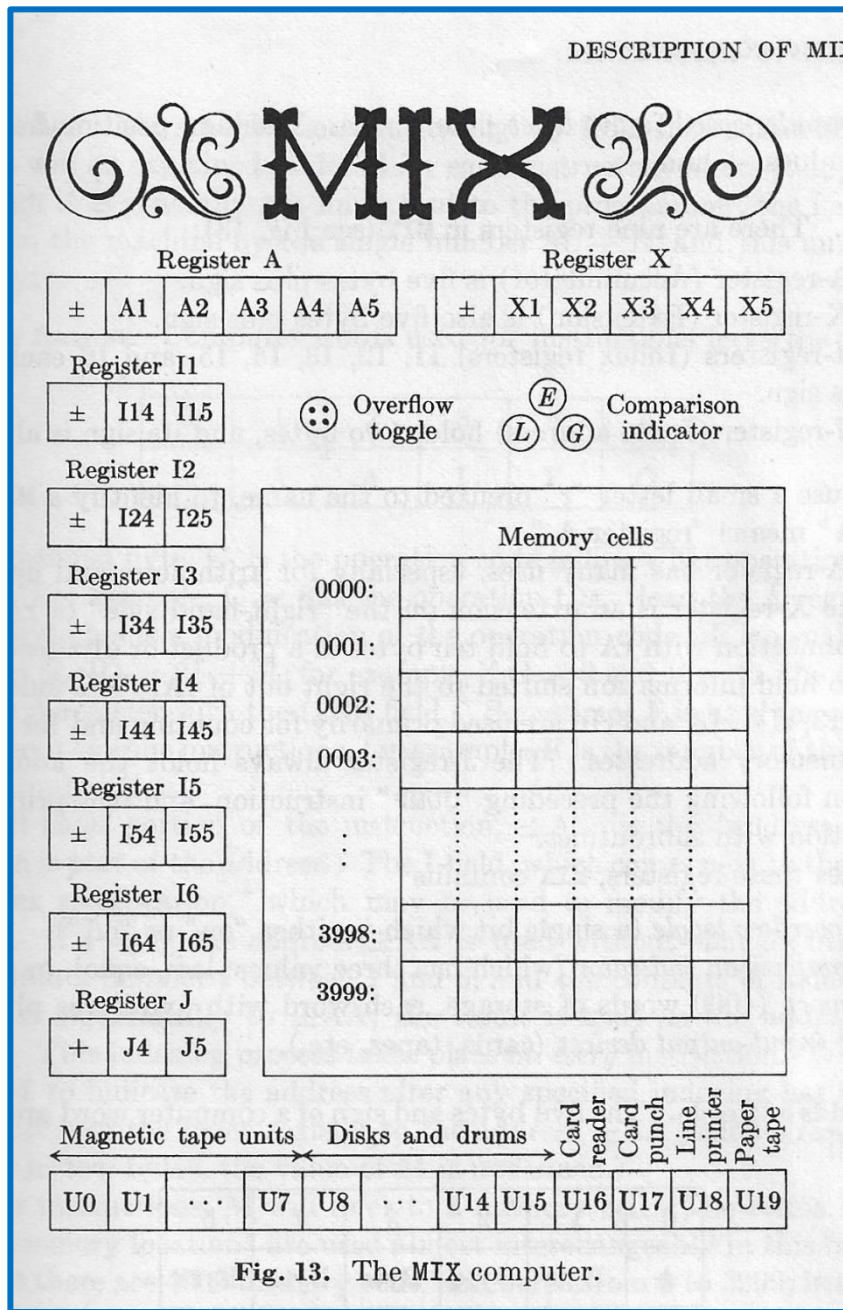 DESCRIPTION OF MI
MIX
Register A
± A1 A2 A3 A4 A5
Register X
± X1 X2 X3 X4 X5
Register I1
± I14 I15
Overflow
toggle
E
L G
Comparison
indicator
Register I2
± I24 I25
Register I3
± I34 I35
Register I4
± I44 I45
Register I5
± I54 I55
Register I6
± I64 I65
Register J
+ J4 J5
Memory cells
0000:
0001:
0002:
0003:
3998:
3999:
Magnetic tape units
Disks and drums
Card
reader
Card
punch
Line
printer
Paper
tape
U0 U1 .... U7 U8 .... U14 U15 U16 U17 U18 U19
Fig. 13. The MIX computer.